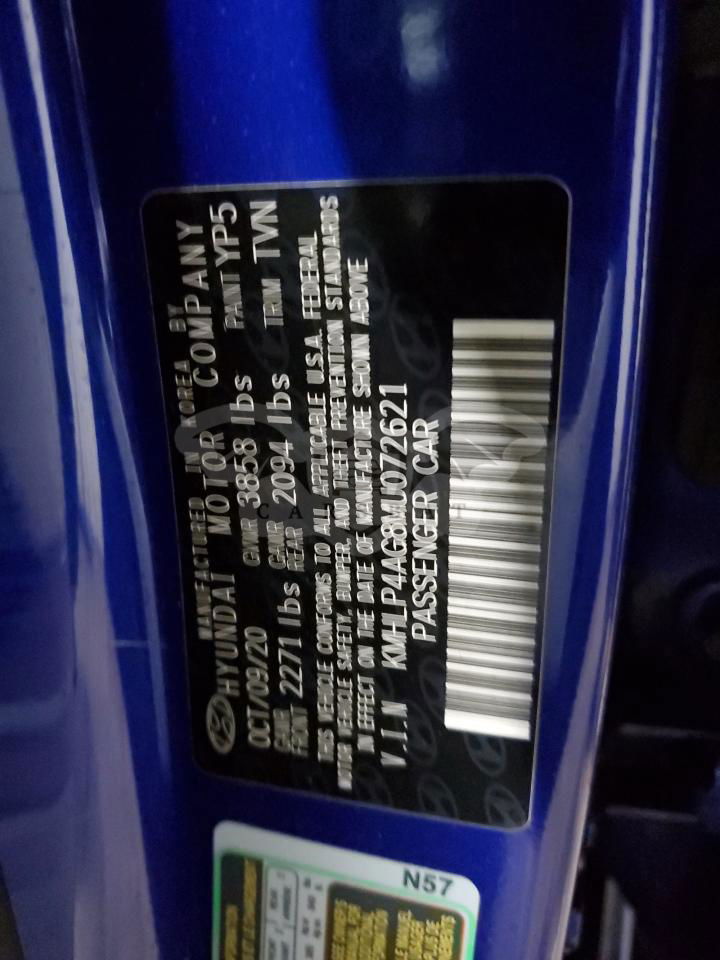 MANUFACTURED IN KOREA BY
HYUNDAI MOTOR COMPANY
OCT/09/20 GVWR 3858 lbs PAINT YP5
GAWR GAWR
FRONT 2271 lbs REAR 2094 lbs TRIM TVN
THIS VEHICLE CONFORMS TO ALL APPLICABLE U.S.A. FEDERAL
MOTOR VEHICLE SAFETY, BUMPER, AND THEFT PREVENTION STANDARDS
IN EFFECT ON THE DATE OF MANUFACTURE SHOWN ABOVE
V.I.N KMHLP4AG8MU072621
PASSENGER CAR
N57